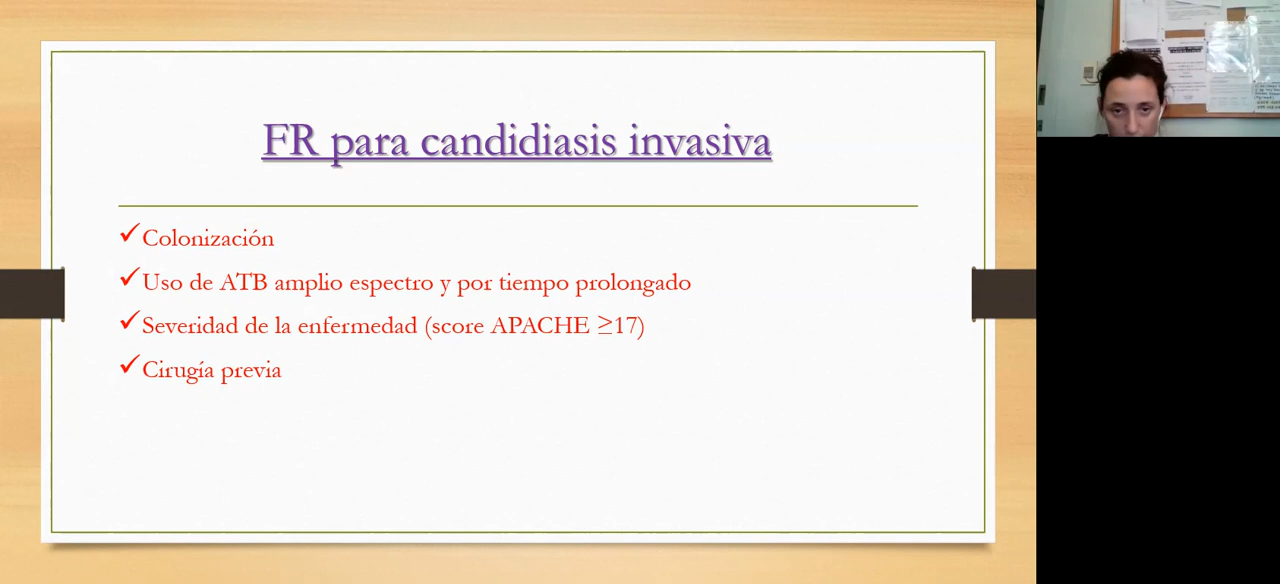 FR para candidiasis invasiva
✓Colonización
✓Uso de ATB amplio espectro y por tiempo prolongado
✓Severidad de la enfermedad (score APACHE ≥17)
✓Cirugía previa